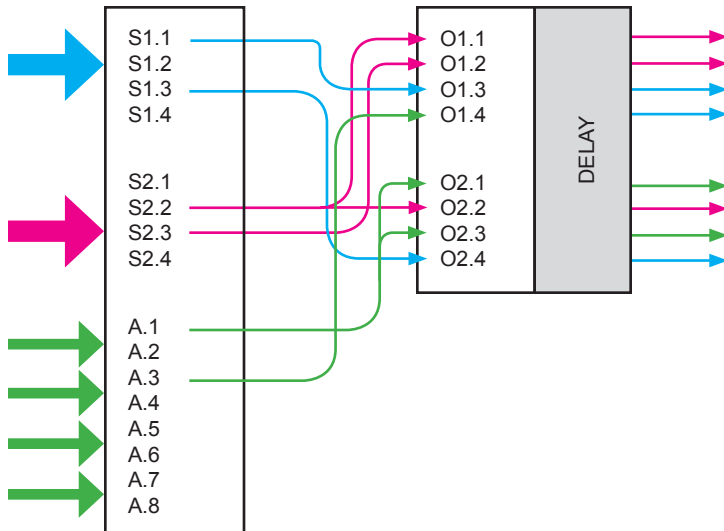 S1.1
S1.2
S1.3
S1.4
S2.1
S2.2
S2.3
S2.4
A.1
A.2
A.3
A.4
A.5
A.6
A.7
A.8
O1.1
O1.2
O1.3
O1.4
O2.1
O2.2
O2.3
O2.4
DELAY